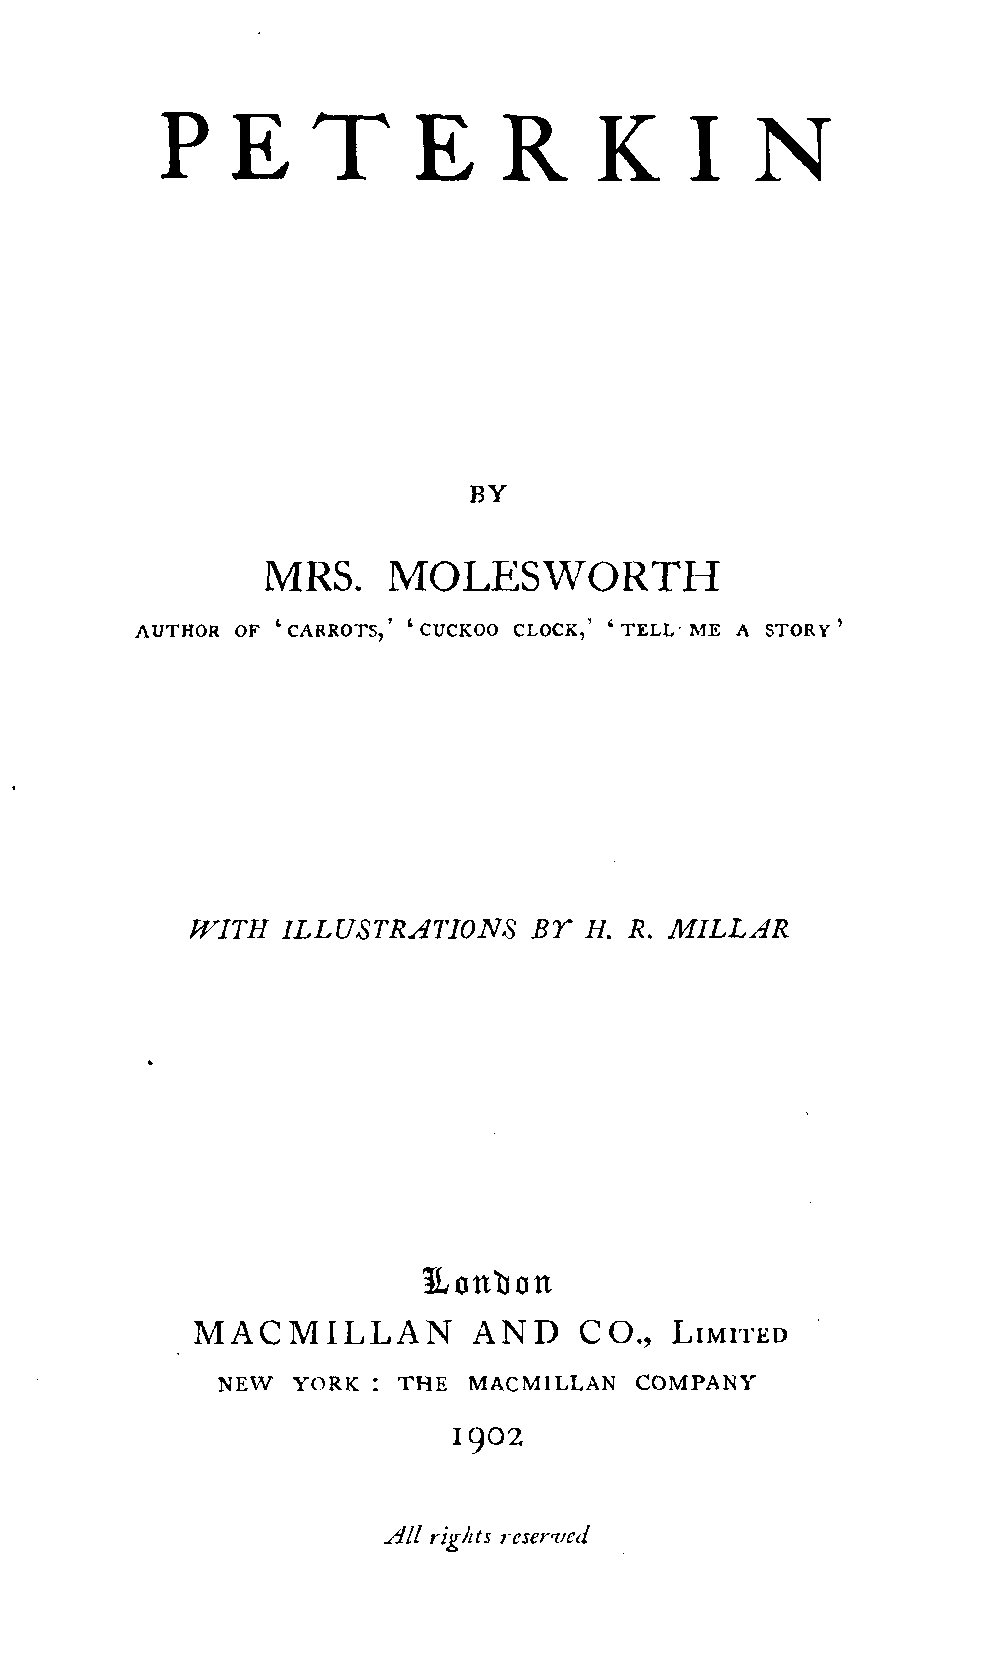 PETERKIN
BY
MRS. MOLESWORTH
AUTHOR OF ‘CARROTS,’ ‘CUCKOO CLOCK,’ ‘TELL ME A STORY’
WITH ILLUSTRATIONS BY H. R. MILLAR
London
MACMILLAN AND CO., LIMITED
NEW YORK : THE MACMILLAN COMPANY
1902
All rights reserved